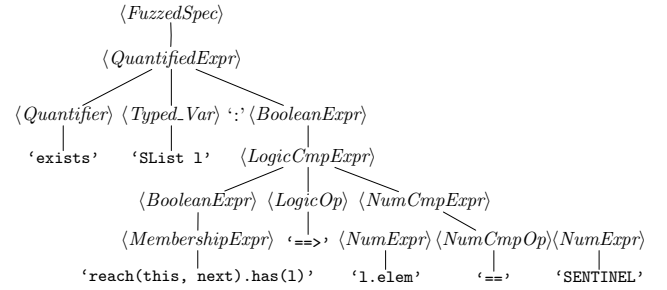 ⟨FuzzedSpec⟩
⟨QuantifiedExpr⟩
⟨Quantifier⟩ ⟨Typed_Var⟩ ‘:’ ⟨BooleanExpr⟩
‘exists’ ‘SList l’ ⟨LogicCmpExpr⟩
⟨BooleanExpr⟩ ⟨LogicOp⟩ ⟨NumCmpExpr⟩
⟨MembershipExpr⟩ ‘==>’ ⟨NumExpr⟩ ⟨NumCmpOp⟩ ⟨NumExpr⟩
‘reach(this, next).has(l)’ ‘l.elem’ ‘==’ ‘SENTINEL’